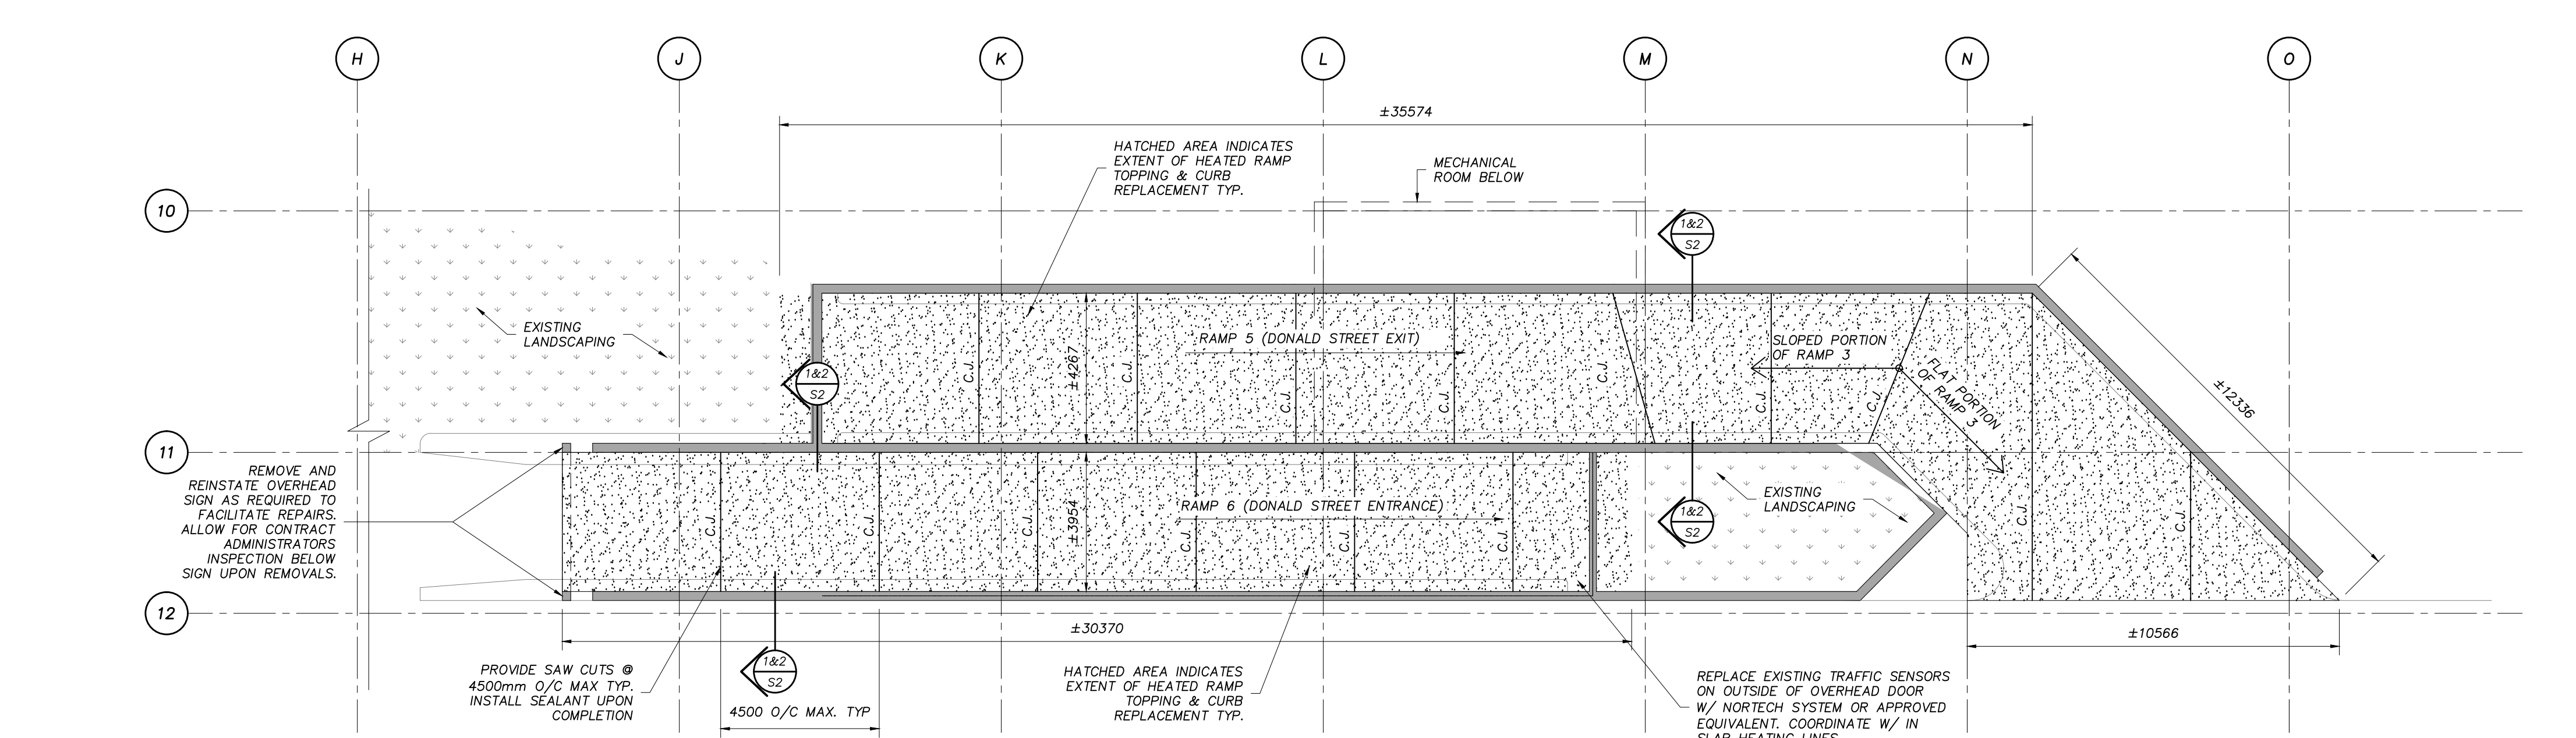 H
J
K
L
M
N
O
±35574
HATCHED AREA INDICATES
EXTENT OF HEATED RAMP
TOPPING & CURB
REPLACEMENT TYP.
MECHANICAL
ROOM BELOW
10
1&2
S2
EXISTING
LANDSCAPING
RAMP 5 (DONALD STREET EXIT)
±4267
SLOPED PORTION
OF RAMP 3
FLAT PORTION
OF RAMP 3
±12336
1&2
S2
C.J.
C.J.
C.J.
C.J.
C.J.
C.J.
C.J.
11
REMOVE AND
REINSTATE OVERHEAD
SIGN AS REQUIRED TO
FACILITATE REPAIRS.
ALLOW FOR CONTRACT
ADMINISTRATORS
INSPECTION BELOW
SIGN UPON REMOVALS.
RAMP 6 (DONALD STREET ENTRANCE)
±3954
EXISTING
LANDSCAPING
1&2
S2
C.J.
C.J.
C.J.
C.J.
C.J.
C.J.
C.J.
C.J.
12
±30370
±10566
PROVIDE SAW CUTS @
4500mm O/C MAX TYP.
INSTALL SEALANT UPON
COMPLETION
1&2
S2
4500 O/C MAX. TYP
HATCHED AREA INDICATES
EXTENT OF HEATED RAMP
TOPPING & CURB
REPLACEMENT TYP.
REPLACE EXISTING TRAFFIC SENSORS
ON OUTSIDE OF OVERHEAD DOOR
W/ NORTECH SYSTEM OR APPROVED
EQUIVALENT. COORDINATE W/ IN
SLAB HEATING LINES